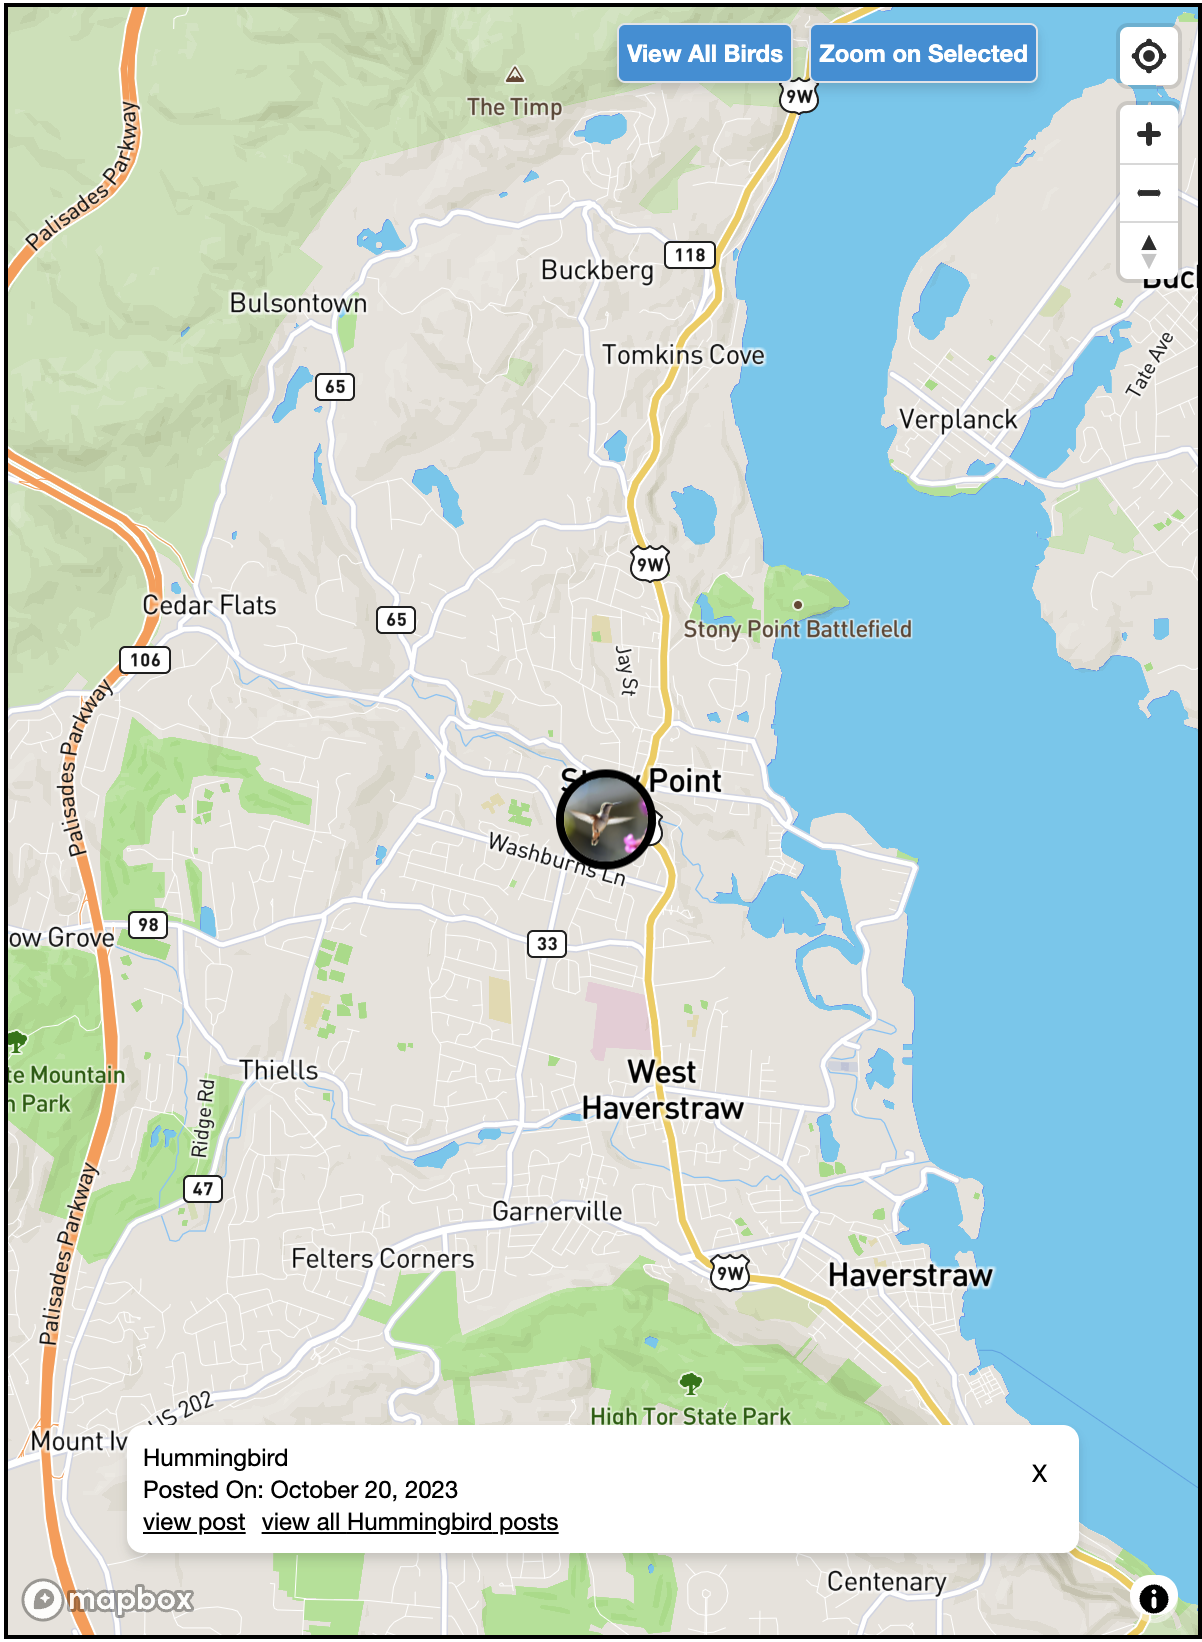 View All Birds
Zoom on Selected
The Timp
9W
Palisades Parkway
118
Buckberg
Bulsontown
Tomkins Cove
Tate Ave
65
Verplanck
9W
Cedar Flats
65
Stony Point Battlefield
106
Jay St
Palisades Parkway
Point
Washburns Ln
98
ow Grove
33
West
Haverstraw
Thiells
te Mountain
n Park
Ridge Rd
47
Palisades Parkway
Garnerville
Felters Corners
9W
Haverstraw
US 202
High Tor State Park
Mount Iv
Hummingbird
X
Posted On: October 20, 2023
view post view all Hummingbird posts
Centenary
mapbox